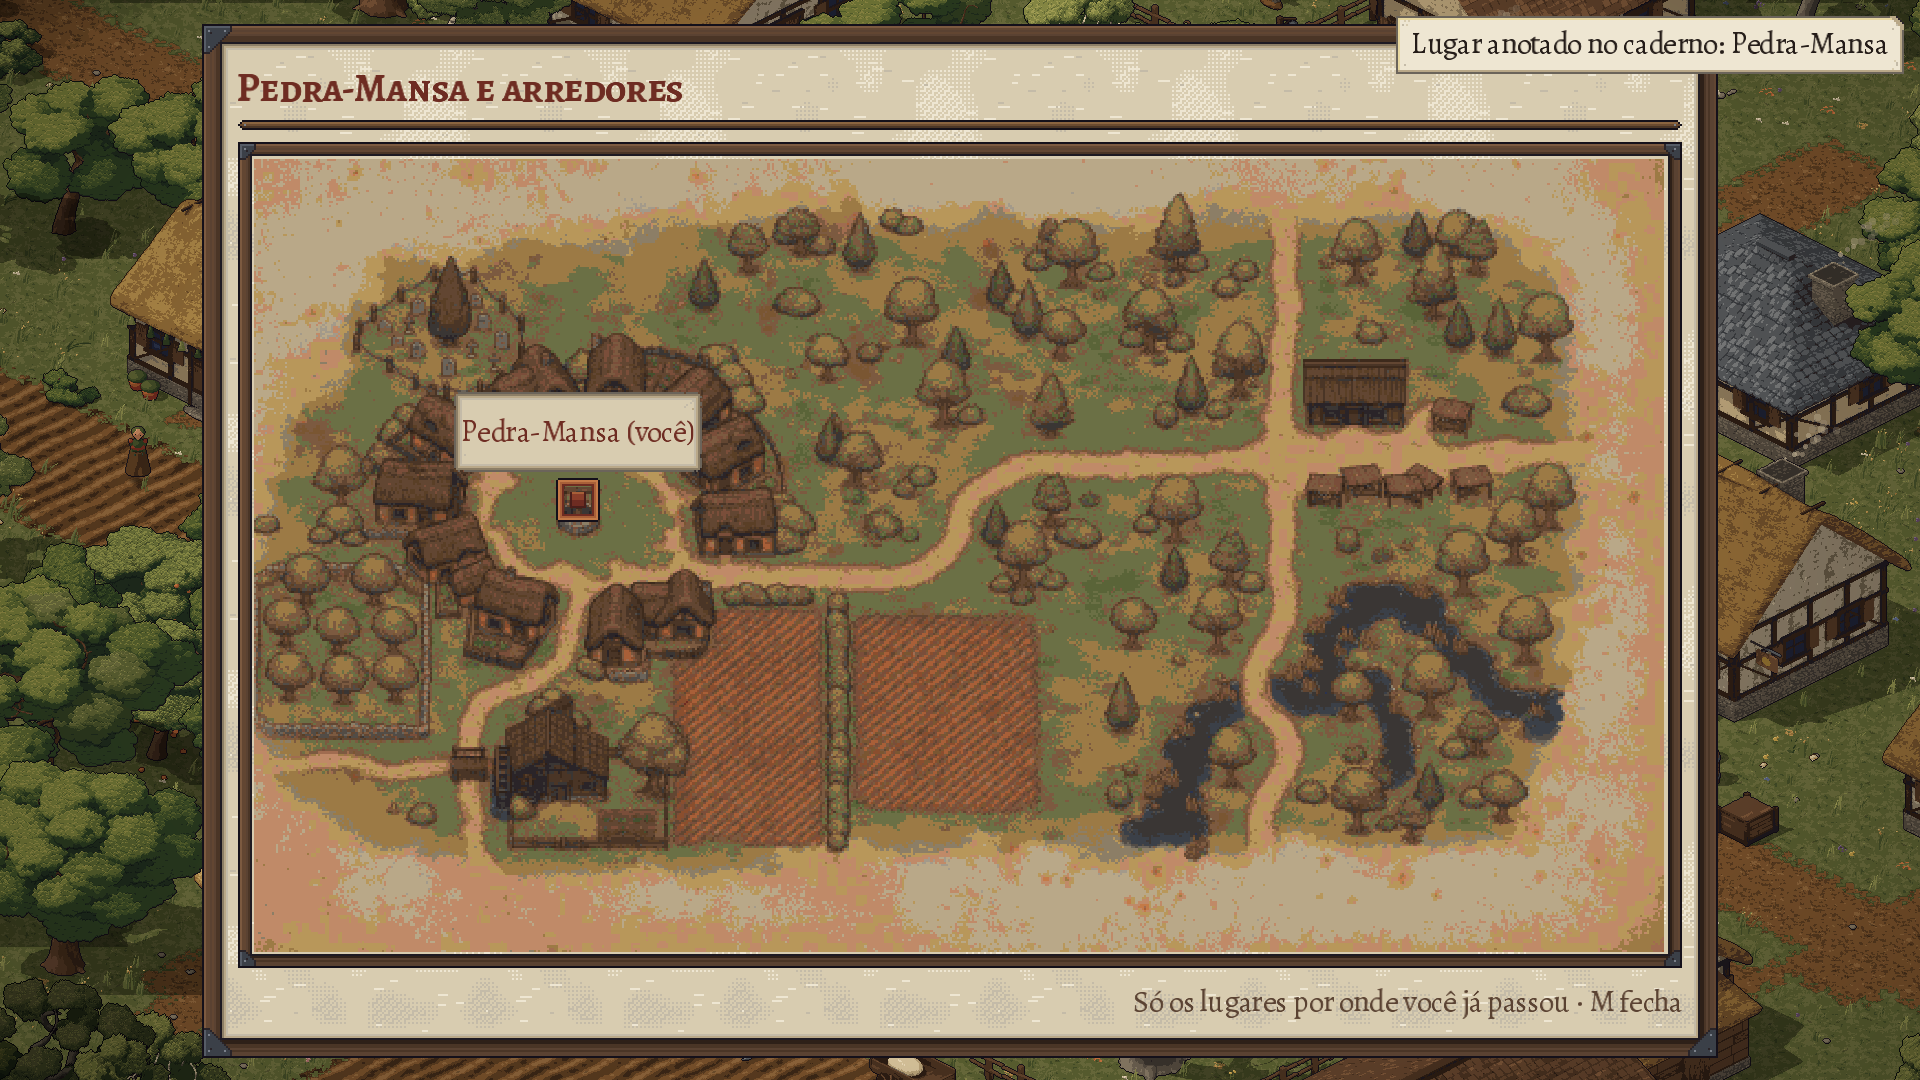 Lugar anotado no caderno: Pedra-Mansa
Pedra-Mansa e arredores
Pedra-Mansa (você)
Só os lugares por onde você já passou · M fecha